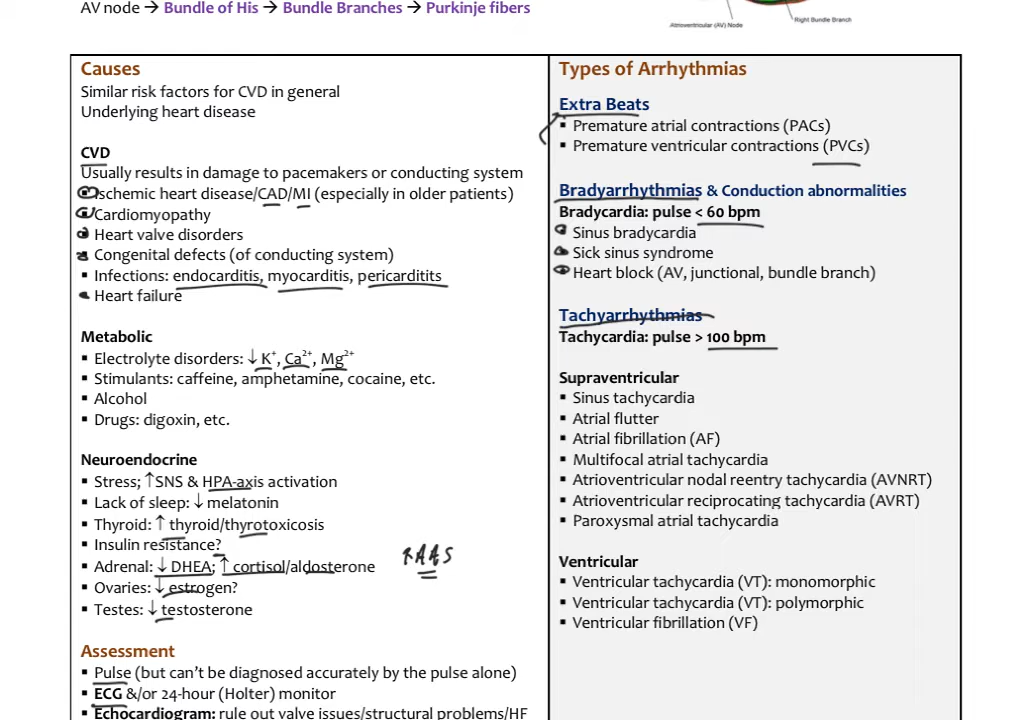 AV node → Bundle of His → Bundle Branches → Purkinje fibers
Atrioventricular (AV) Node
Right Bundle Branch
Causes
Similar risk factors for CVD in general
Underlying heart disease
CVD
Usually results in damage to pacemakers or conducting system
Ischemic heart disease/CAD/MI (especially in older patients)
Cardiomyopathy
Heart valve disorders
Congenital defects (of conducting system)
▪ Infections: endocarditis, myocarditis, pericarditits
Heart failure
Metabolic
▪ Electrolyte disorders: ↓ K⁺, Ca²⁺, Mg²⁺
▪ Stimulants: caffeine, amphetamine, cocaine, etc.
▪ Alcohol
▪ Drugs: digoxin, etc.
Neuroendocrine
▪ Stress; ↑SNS & HPA-axis activation
▪ Lack of sleep: ↓ melatonin
▪ Thyroid: ↑ thyroid/thyrotoxicosis
▪ Insulin resistance?
▪ Adrenal: ↓ DHEA; ↑ cortisol/aldosterone
▪ Ovaries: ↓ estrogen?
▪ Testes: ↓ testosterone
Assessment
▪ Pulse (but can't be diagnosed accurately by the pulse alone)
▪ ECG &/or 24-hour (Holter) monitor
▪ Echocardiogram: rule out valve issues/structural problems/HF
Types of Arrhythmias
Extra Beats
▪ Premature atrial contractions (PACs)
▪ Premature ventricular contractions (PVCs)
Bradyarrhythmias & Conduction abnormalities
Bradycardia: pulse < 60 bpm
Sinus bradycardia
Sick sinus syndrome
Heart block (AV, junctional, bundle branch)
Tachyarrhythmias
Tachycardia: pulse > 100 bpm
Supraventricular
▪ Sinus tachycardia
▪ Atrial flutter
▪ Atrial fibrillation (AF)
▪ Multifocal atrial tachycardia
▪ Atrioventricular nodal reentry tachycardia (AVNRT)
▪ Atrioventricular reciprocating tachycardia (AVRT)
▪ Paroxysmal atrial tachycardia
Ventricular
▪ Ventricular tachycardia (VT): monomorphic
▪ Ventricular tachycardia (VT): polymorphic
▪ Ventricular fibrillation (VF)